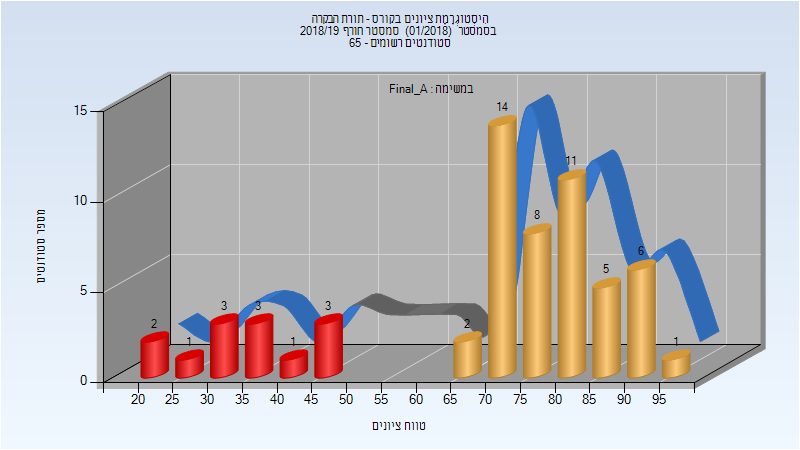 היסטוגרמת ציונים בקורס - תורת הבקרה
בסמסטר (01/2018) סמסטר חורף 2018/19
סטודנטים רשומים - 65
במשימה : Final_A
מספר סטודנטים
15
10
5
0
2
1
3
3
1
3
2
14
8
11
5
6
1
20 25 30 35 40 45 50 55 60 65 70 75 80 85 90 95
טווח ציונים